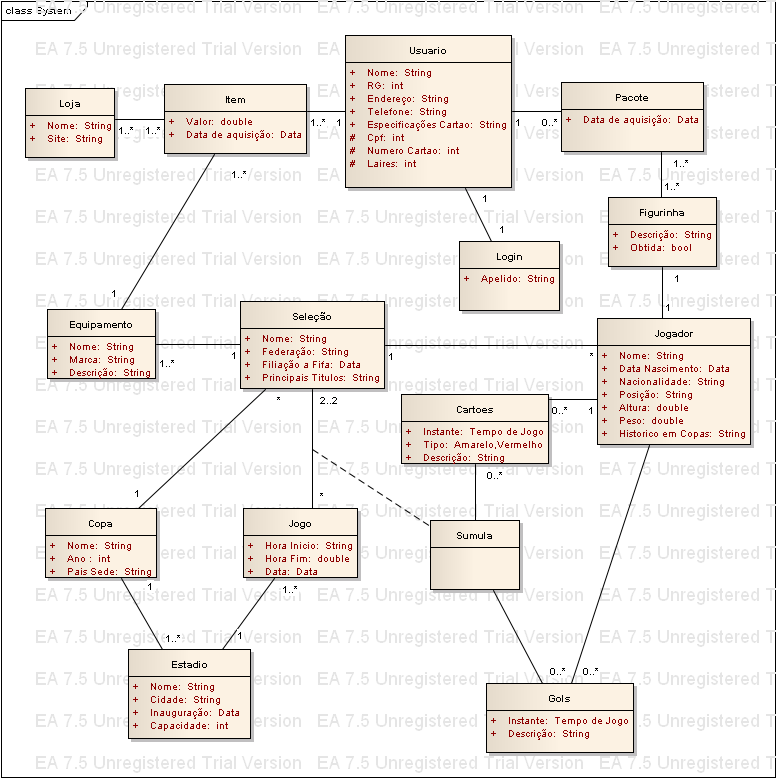 class System
EA 7.5 Unregistered Trial Version
Usuario
+ Nome: String
+ RG: int
+ Endereço: String
+ Telefone: String
+ Especificações Cartao: String
# Cpf: int
# Numero Cartao: int
# Laires: int
Loja
+ Nome: String
+ Site: String
1..*
1..*
Item
+ Valor: double
+ Data de aquisição: Data
1..*
1
1
0..*
Pacote
+ Data de aquisição: Data
1..*
1..*
1..*
1
1
1
Figurinha
+ Descrição: String
+ Obtida: bool
1
1
Login
+ Apelido: String
Equipamento
+ Nome: String
+ Marca: String
+ Descrição: String
1..*
1
Seleção
+ Nome: String
+ Federação: String
+ Filiação a Fifa: Data
+ Principais Titulos: String
1
*
Jogador
+ Nome: String
+ Data Nascimento: Data
+ Nacionalidade: String
+ Posição: String
+ Altura: double
+ Peso: double
+ Historico em Copas: String
*
2..2
Cartoes
+ Instante: Tempo de Jogo
+ Tipo: Amarelo,Vermelho
+ Descrição: String
0..*
1
0..*
1
*
Copa
+ Nome: String
+ Ano : int
+ Pais Sede: String
Jogo
+ Hora Inicio: String
+ Hora Fim: double
+ Data: Data
Sumula
1
1..*
1..*
1
Estadio
+ Nome: String
+ Cidade: String
+ Inauguração: Data
+ Capacidade: int
0..*
0..*
Gols
+ Instante: Tempo de Jogo
+ Descrição: String